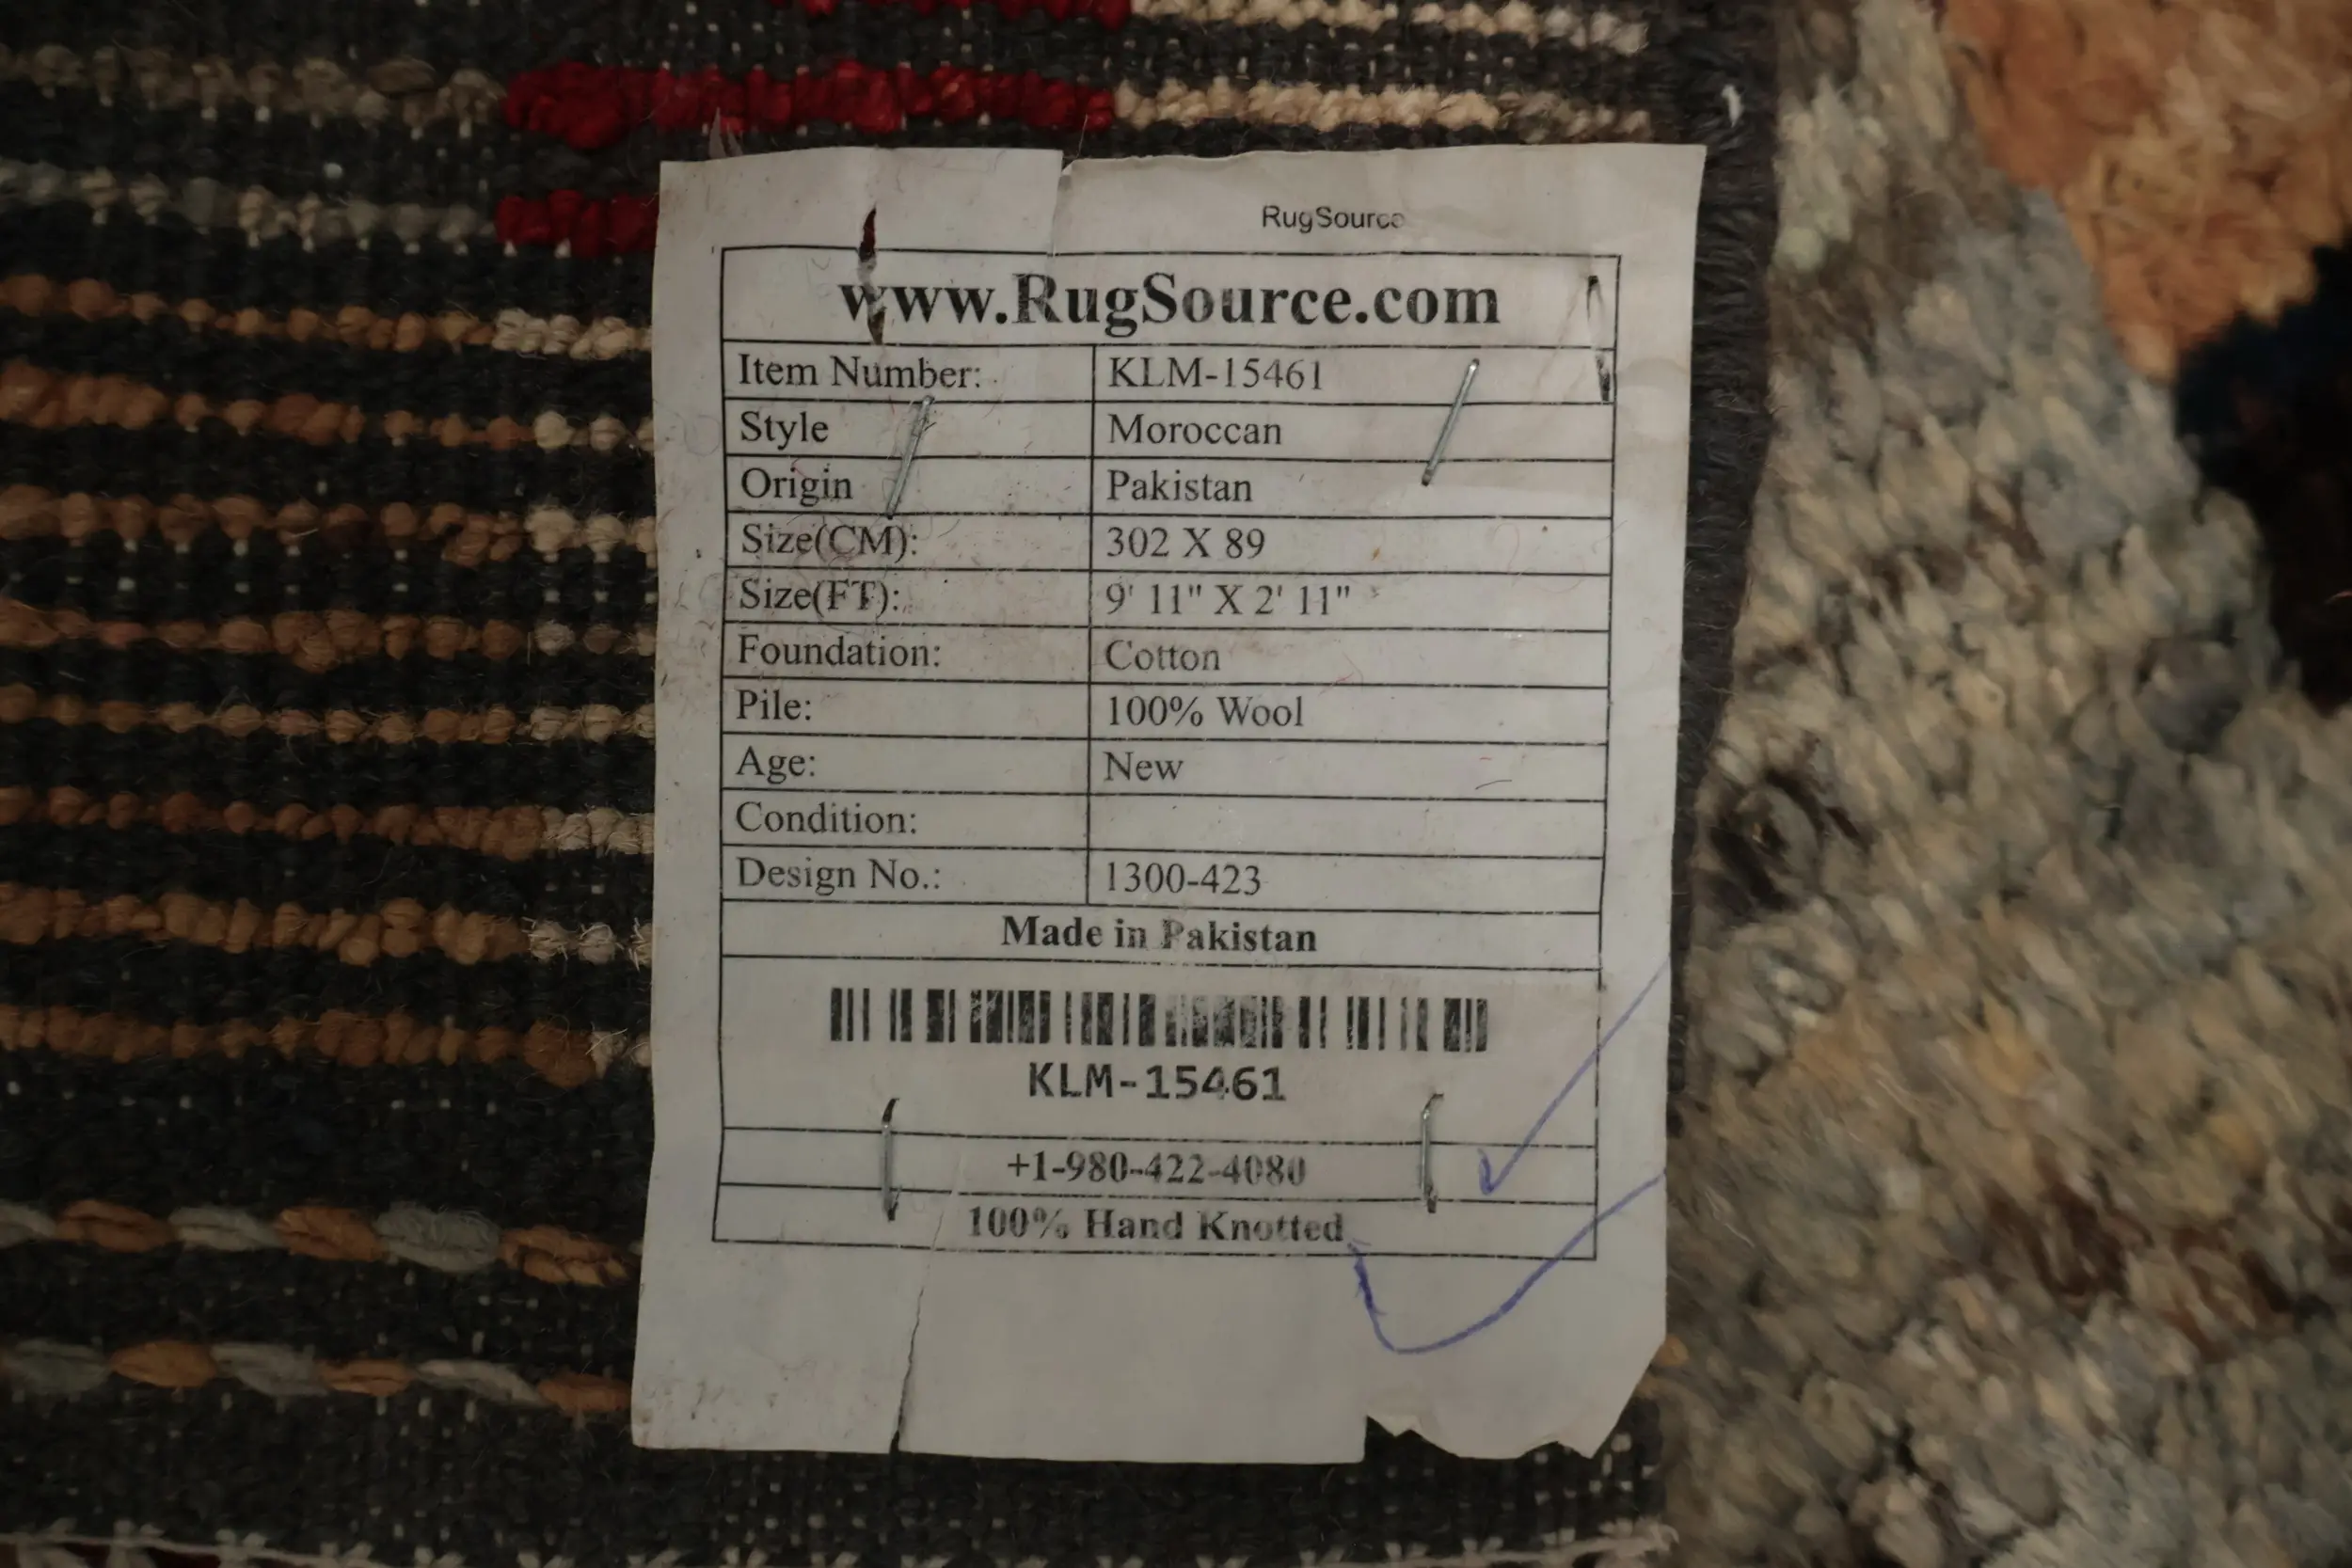 RugSource
www.RugSource.com
Item Number: KLM-15461
Style Moroccan
Origin Pakistan
Size(CM): 302 X 89
Size(FT): 9' 11" X 2' 11"
Foundation: Cotton
Pile: 100% Wool
Age: New
Condition:
Design No.: 1300-423
Made in Pakistan
KLM-15461
+1-980-422-4080
100% Hand Knotted